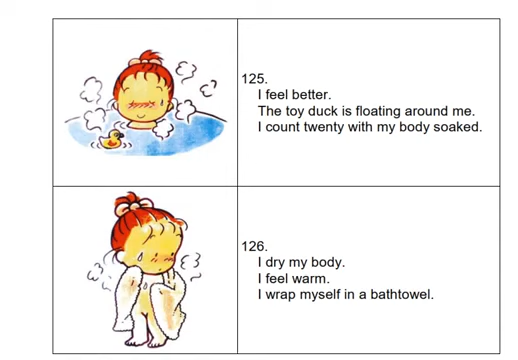 125.
I feel better.
The toy duck is floating around me.
I count twenty with my body soaked.
126.
I dry my body.
I feel warm.
I wrap myself in a bathtowel.